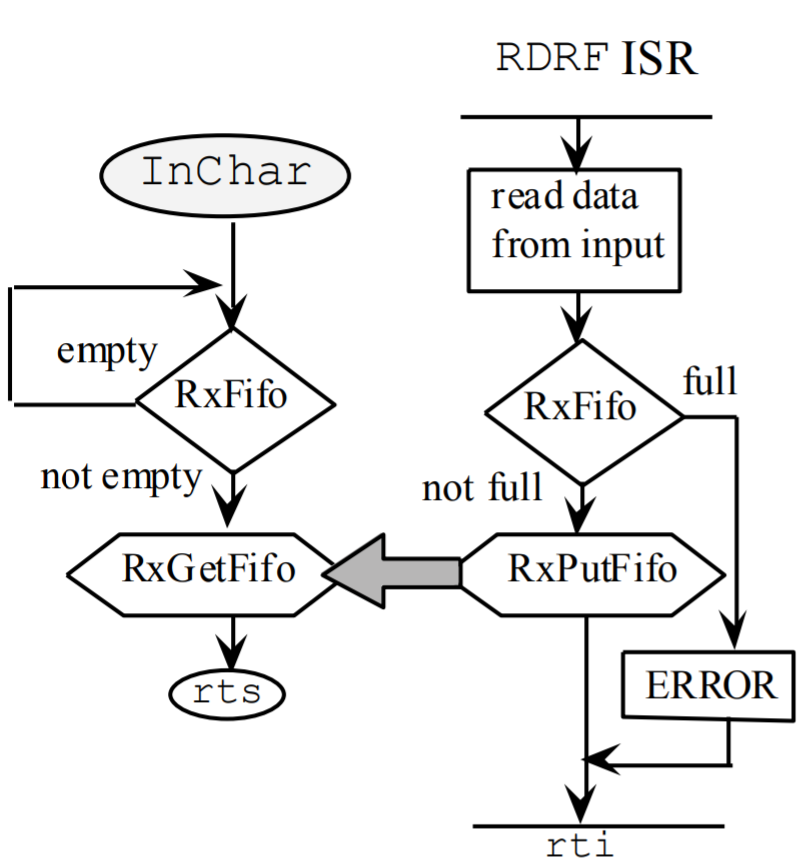 RDRF ISR
InChar
read data
from input
empty
RxFifo
full
RxFifo
not empty
not full
RxGetFifo
RxPutFifo
rts
ERROR
rti